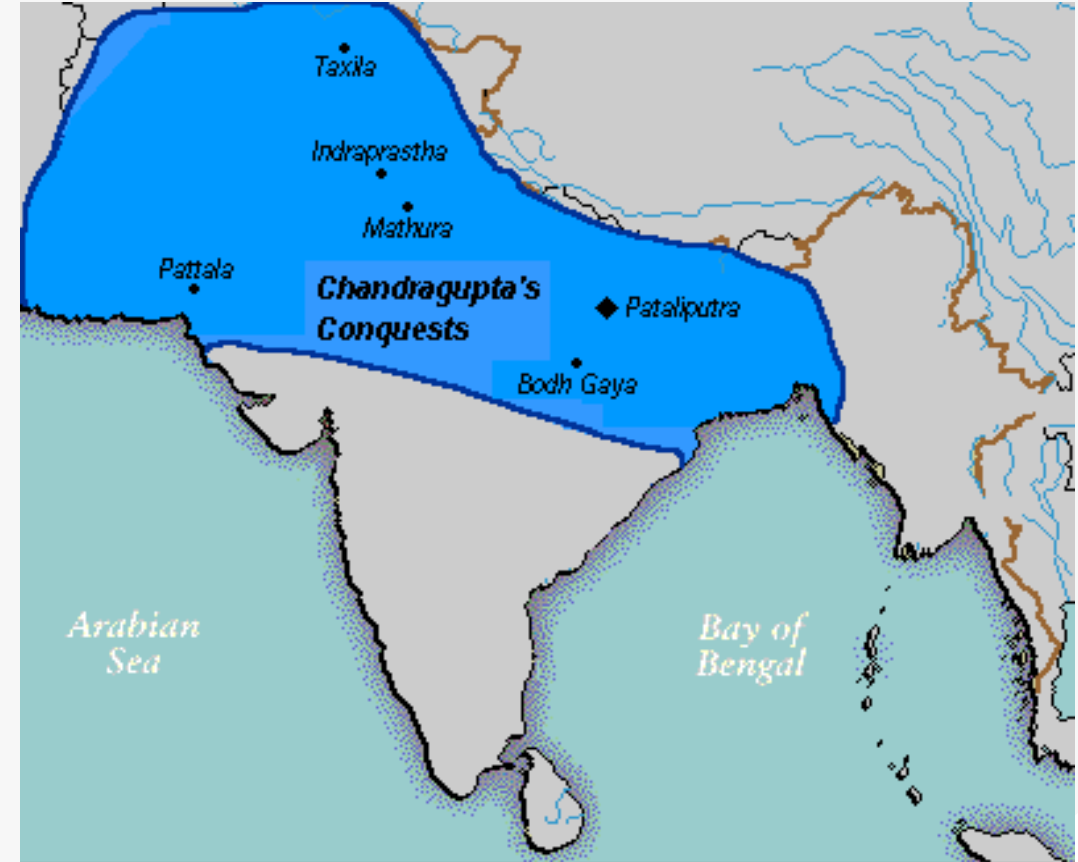 Taxila
Indraprastha
Mathura
Pattala
Chandragupta's
Conquests
Pataliputra
Bodh Gaya
Arabian
Sea
Bay of
Bengal